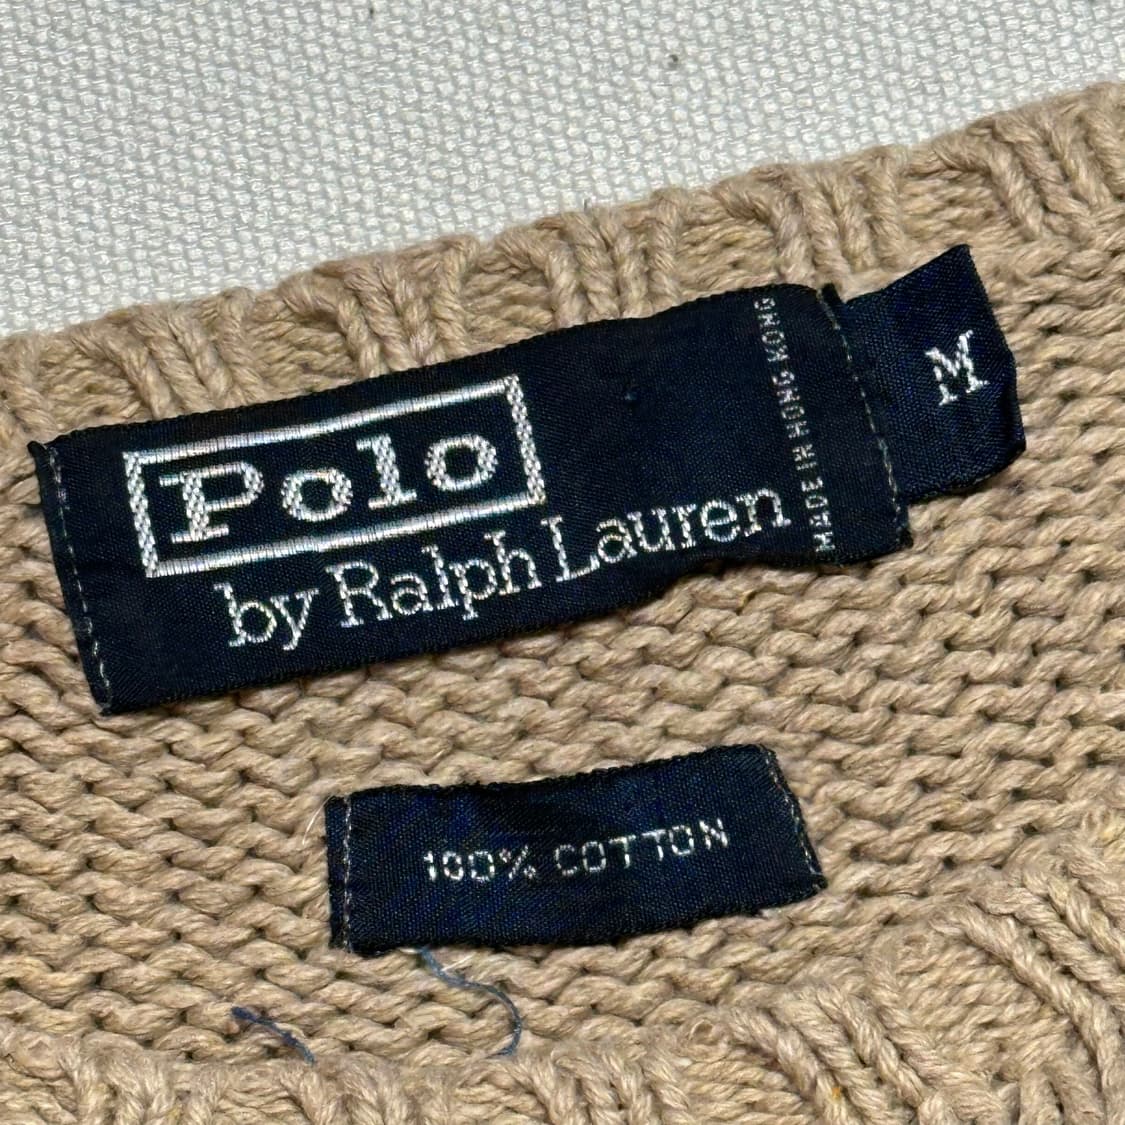 Polo
by Ralph Lauren
MADE IN HONG KONG
M
100% COTTON